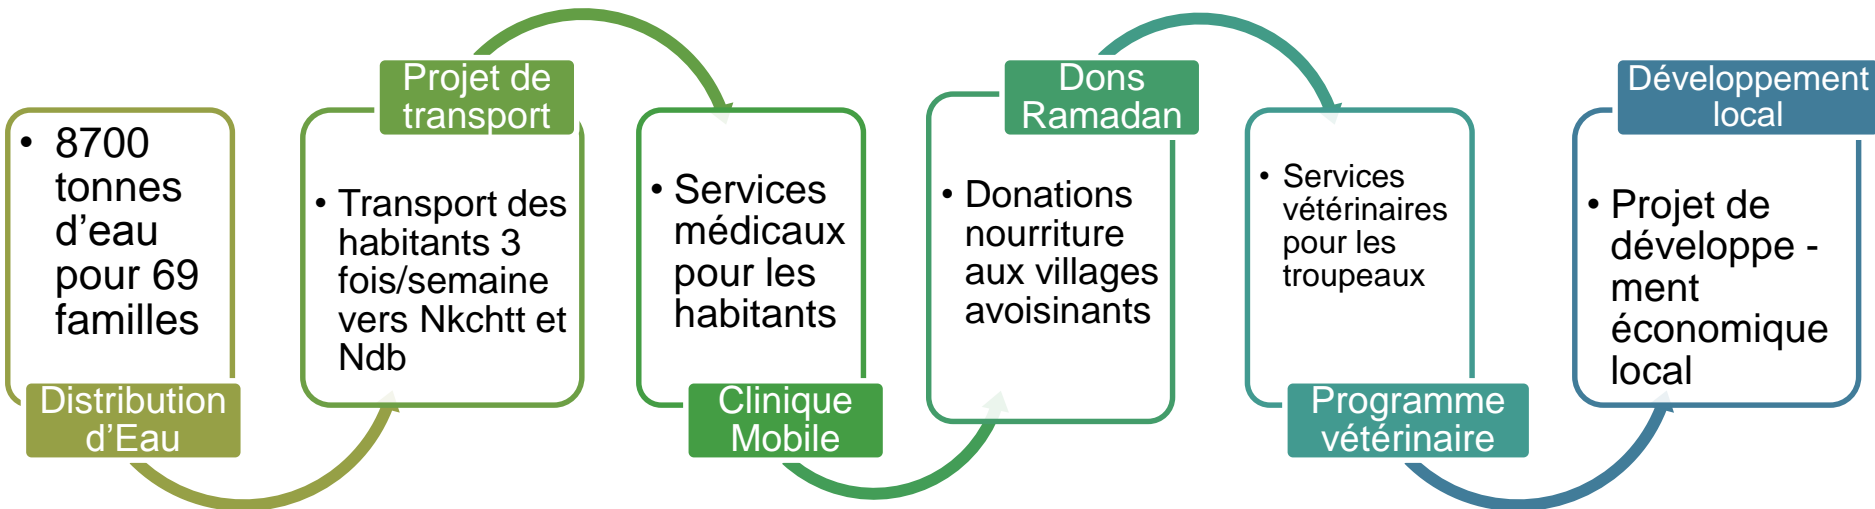 • 8700
tonnes
d’eau
pour 69
familles
Distribution
d’Eau
Projet de
transport
• Transport des
habitants 3
fois/semaine
vers Nkchtt et
Ndb
• Services
médicaux
pour les
habitants
Clinique
Mobile
Dons
Ramadan
• Donations
nourriture
aux villages
avoisinants
• Services
vétérinaires
pour les
troupeaux
Programme
vétérinaire
Développement
local
• Projet de
développe -
ment
économique
local